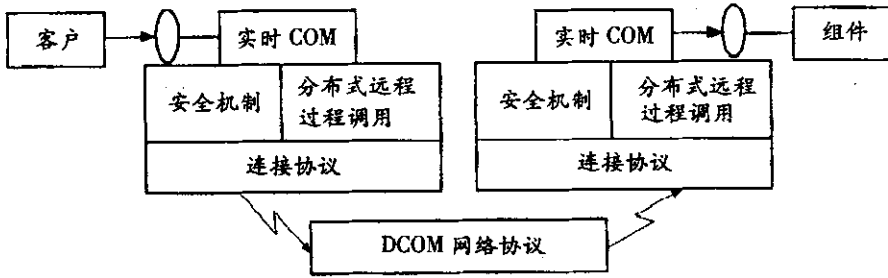 客户
实时 COM
安全机制
分布式远程
过程调用
连接协议
实时 COM
组件
安全机制
分布式远程
过程调用
连接协议
DCOM 网络协议